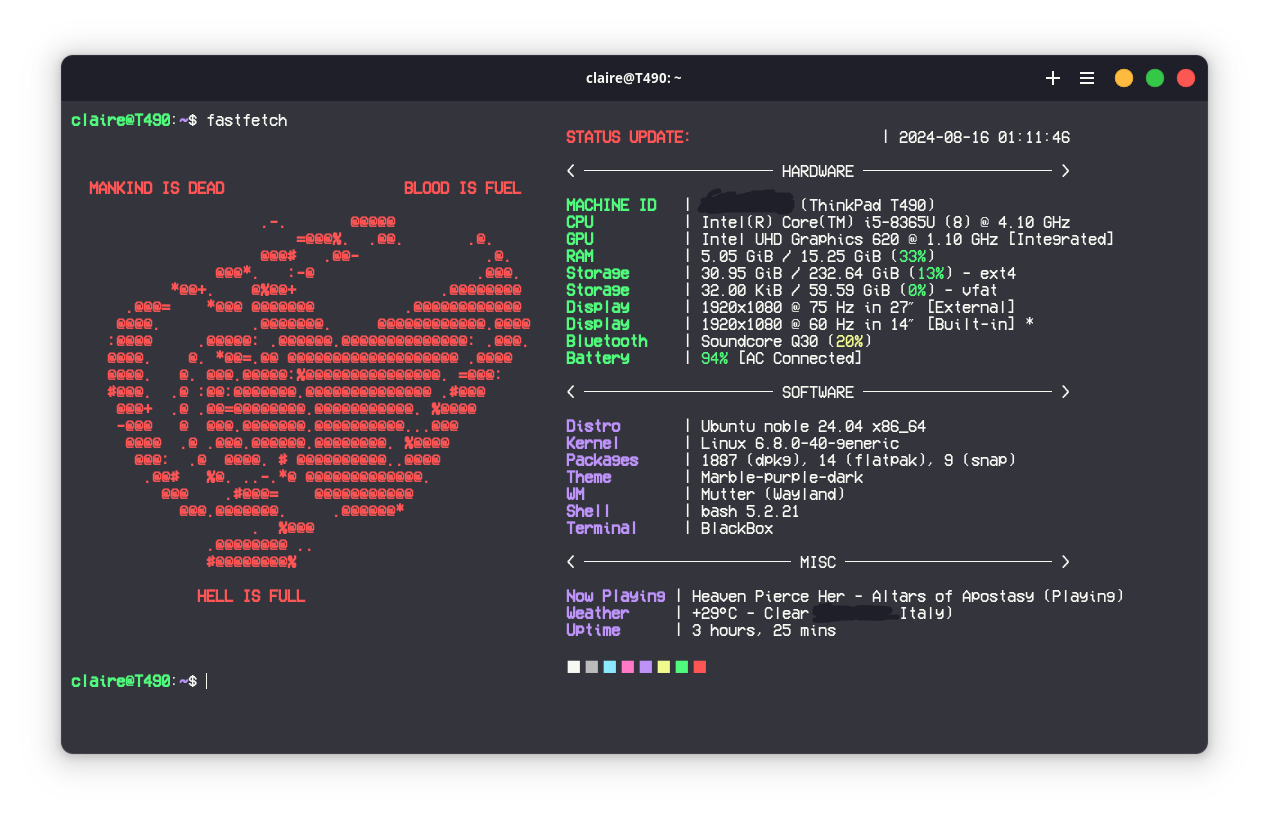 claire@T490: ~
claire@T490:~$ fastfetch
MANKIND IS DEAD BLOOD IS FUEL
.-. @@@@@
=@@@%. .@@. .@.
@@@# .@@- .@.
@@@*. :-@ .@@@.
*@@+. @%@@+ .@@@@@@@@
.@@@= *@@@ @@@@@@@ .@@@@@@@@@@@@
@@@@. .@@@@@@@. @@@@@@@@@@@@.@@@@
:@@@@ .@@@@@: .@@@@@@.@@@@@@@@@@@@@@: .@@@.
@@@@. @. *@@=.@@ @@@@@@@@@@@@@@@@@@@ .@@@@
@@@@. @. @@@.@@@@@:%@@@@@@@@@@@@@@@. =@@@:
#@@@. .@ :@@:@@@@@@@.@@@@@@@@@@@@@@ .#@@@
@@@+ .@ .@@=@@@@@@@@.@@@@@@@@@@@. %@@@@
-@@@ @ @@@.@@@@@@@.@@@@@@@@@@...@@@
@@@@ .@ .@@@.@@@@@@.@@@@@@@@@. %@@@@
@@@: .@ @@@@. # @@@@@@@@@@..@@@@
.@@# %@. ..-.*@ @@@@@@@@@@@@@.
@@@ .#@@@= @@@@@@@@@@@
@@@.@@@@@@@. .@@@@@@*
. %@@@
.@@@@@@@@ ..
#@@@@@@@@%
HELL IS FULL
STATUS UPDATE: | 2024-08-16 01:11:46
< ───────────────────── HARDWARE ───────────────────── >
MACHINE ID | (ThinkPad T490)
CPU | Intel(R) Core(TM) i5-8365U (8) @ 4.10 GHz
GPU | Intel UHD Graphics 620 @ 1.10 GHz [Integrated]
RAM | 5.05 GiB / 15.25 GiB (33%)
Storage | 30.95 GiB / 232.64 GiB (13%) - ext4
Storage | 32.00 KiB / 59.59 GiB (0%) - vfat
Display | 1920x1080 @ 75 Hz in 27″ [External]
Display | 1920x1080 @ 60 Hz in 14″ [Built-in] *
Bluetooth | Soundcore Q30 (20%)
Battery | 94% [AC Connected]
< ───────────────────── SOFTWARE ───────────────────── >
Distro | Ubuntu noble 24.04 x86_64
Kernel | Linux 6.8.0-40-generic
Packages | 1887 (dpkg), 14 (flatpak), 9 (snap)
Theme | Marble-purple-dark
WM | Mutter (Wayland)
Shell | bash 5.2.21
Terminal | BlackBox
< ─────────────────────── MISC ─────────────────────── >
Now Playing | Heaven Pierce Her - Altars of Apostasy (Playing)
Weather | +29°C - Clear Italy)
Uptime | 3 hours, 25 mins
claire@T490:~$